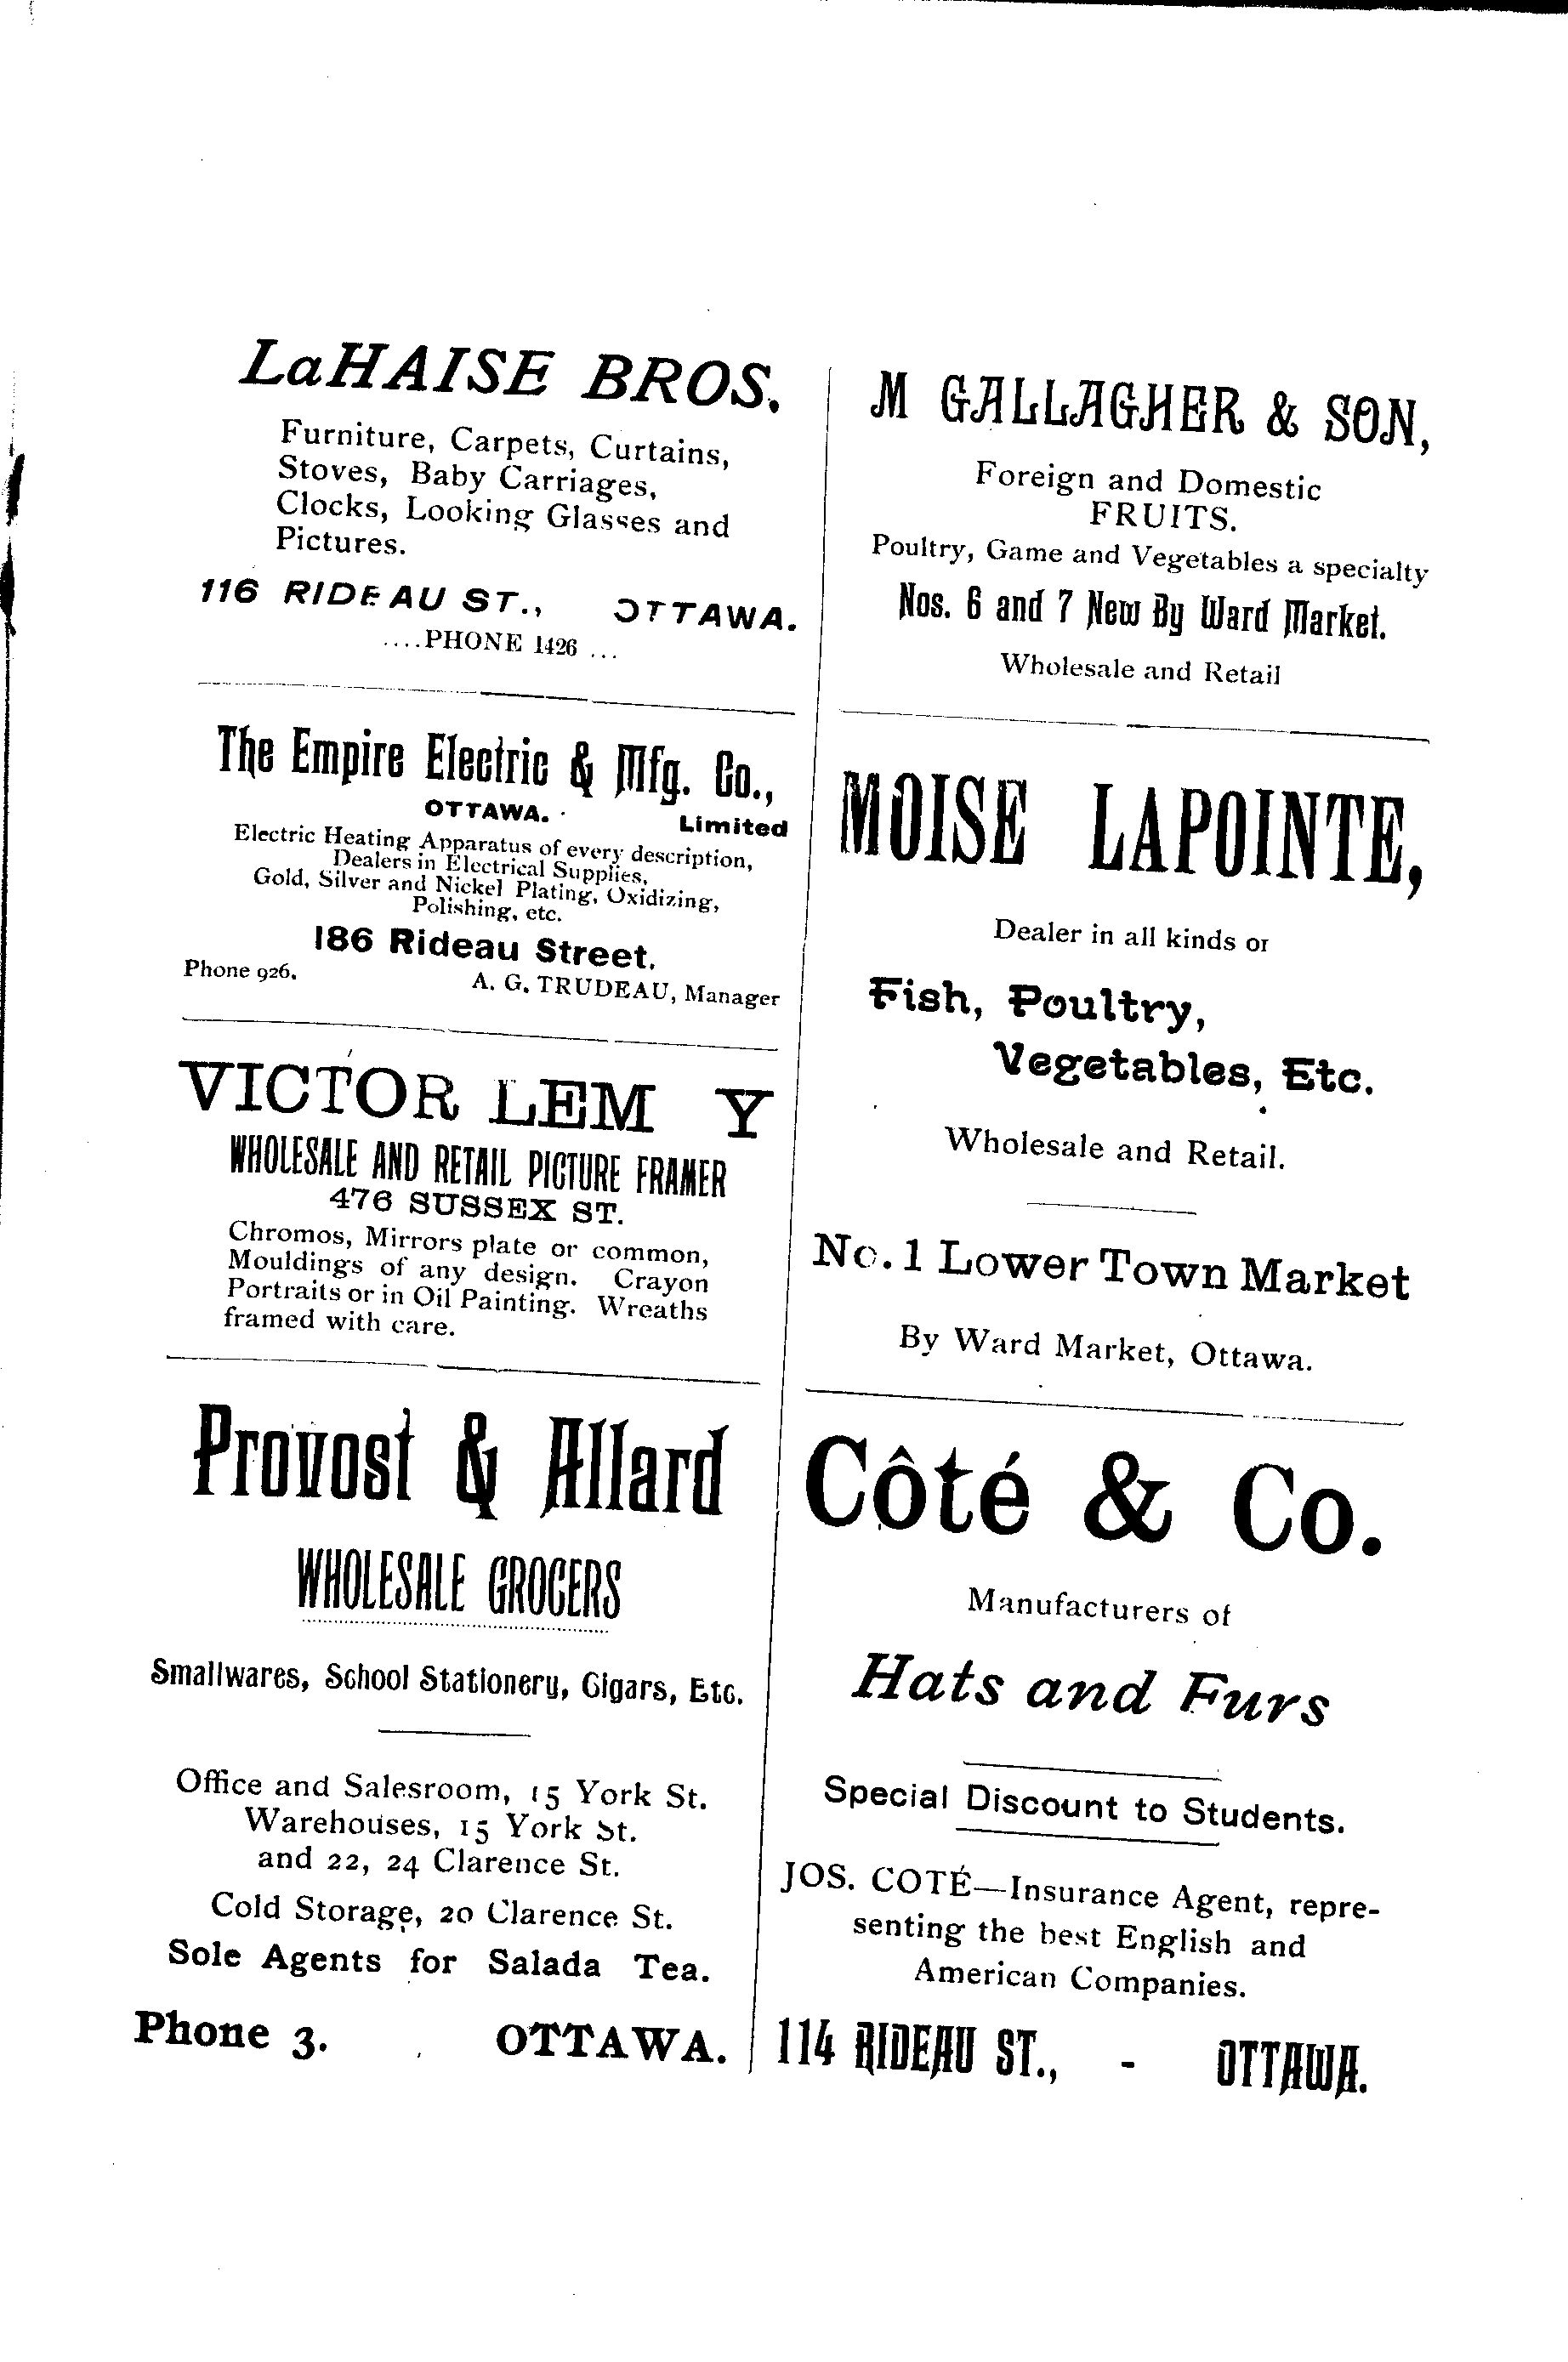 LaHAISE BROS.
Furniture, Carpets, Curtains,
Stoves, Baby Carriages,
Clocks, Looking Glasses and
Pictures.
116 RIDEAU ST., OTTAWA.
....PHONE 1426 ...
The Empire Electric & Mfg. Co.,
OTTAWA. Limited
Electric Heating Apparatus of every description,
Dealers in Electrical Supplies,
Gold, Silver and Nickel Plating, Oxidizing,
Polishing, etc.
186 Rideau Street.
Phone 926. A. G. TRUDEAU, Manager
VICTOR LEM Y
WHOLESALE AND RETAIL PICTURE FRAMER
476 SUSSEX ST.
Chromos, Mirrors plate or common,
Mouldings of any design. Crayon
Portraits or in Oil Painting. Wreaths
framed with care.
Provost & Allard
WHOLESALE GROCERS
Smallwares, School Stationery, Cigars, Etc.
Office and Salesroom, 15 York St.
Warehouses, 15 York St.
and 22, 24 Clarence St.
Cold Storage, 20 Clarence St.
Sole Agents for Salada Tea.
Phone 3. OTTAWA.
M GALLAGHER & SON,
Foreign and Domestic
FRUITS.
Poultry, Game and Vegetables a specialty
Nos. 6 and 7 New By Ward Market.
Wholesale and Retail
MOISE LAPOINTE,
Dealer in all kinds of
Fish, Poultry,
Vegetables, Etc.
Wholesale and Retail.
No. 1 Lower Town Market
By Ward Market, Ottawa.
Côté & Co.
Manufacturers of
Hats and Furs
Special Discount to Students.
JOS. COTÉ—Insurance Agent, repre-
senting the best English and
American Companies.
114 RIDEAU ST., - OTTAWA.